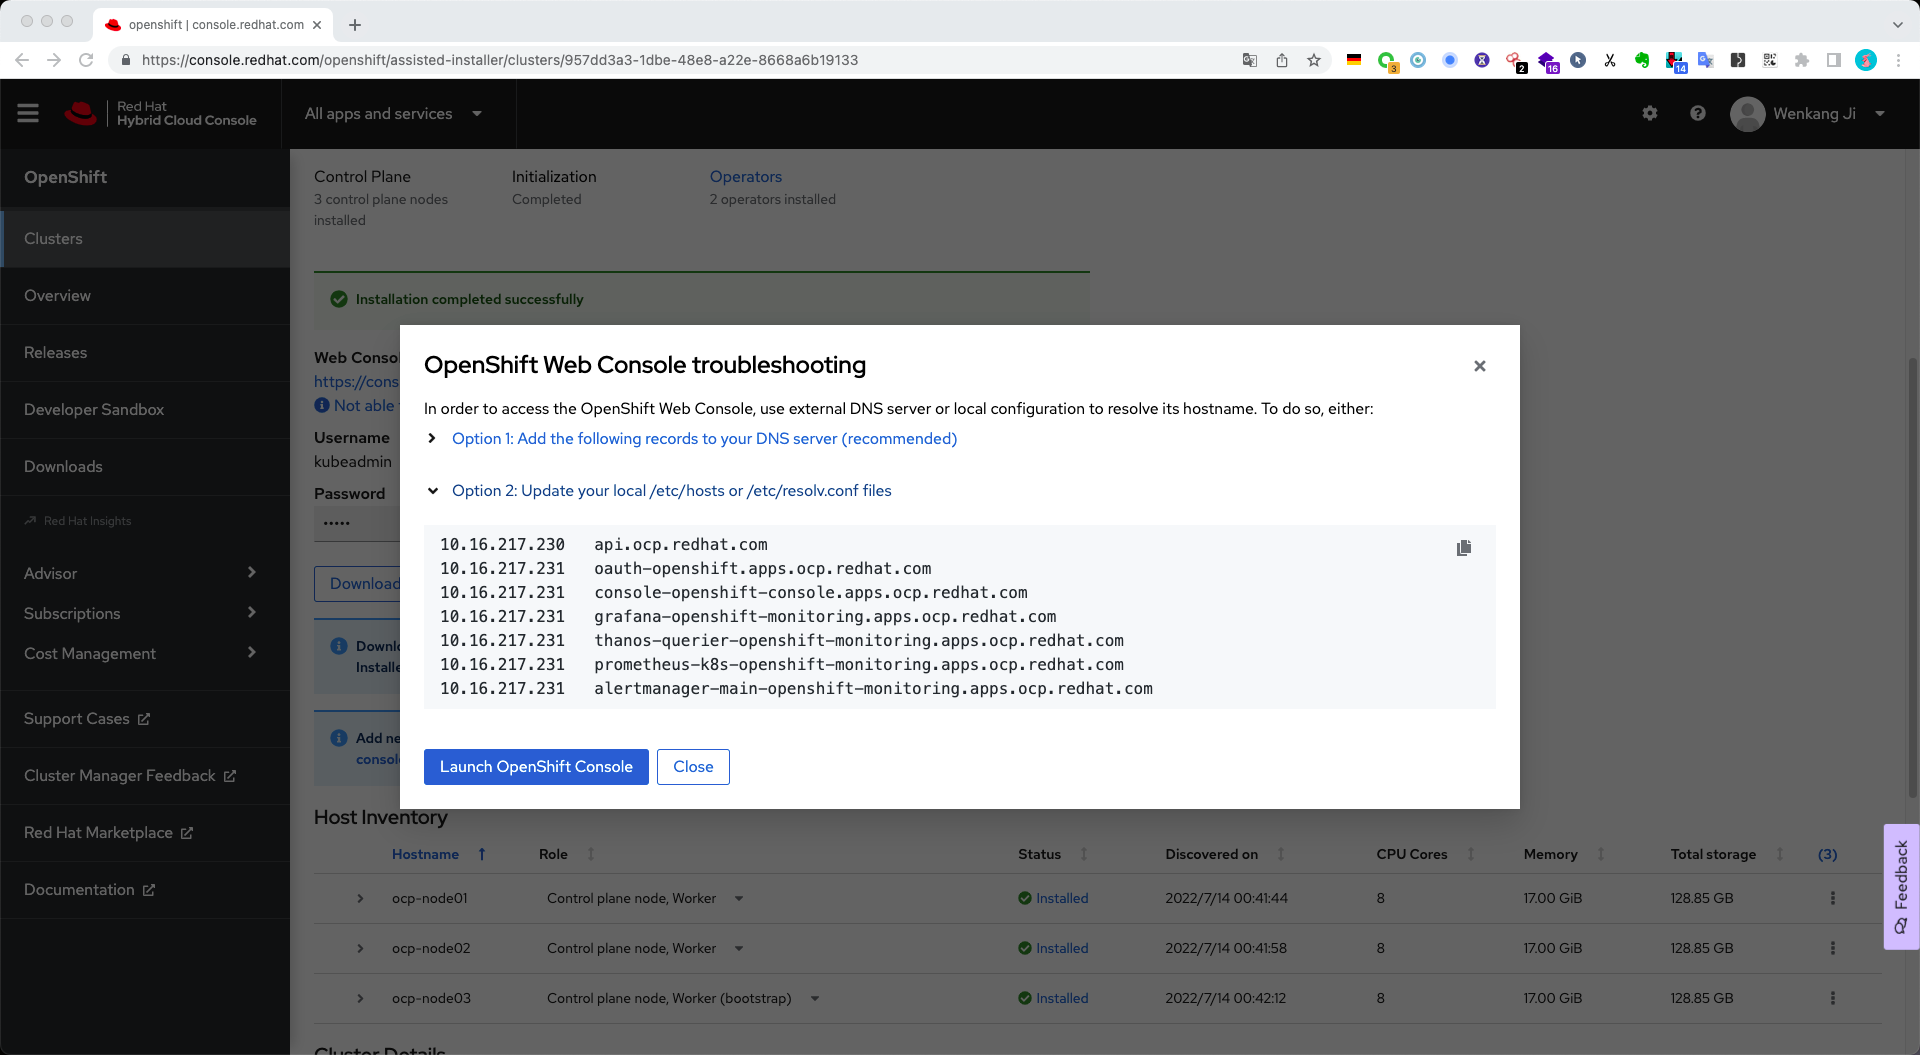 openshift | console.redhat.com
https://console.redhat.com/openshift/assisted-installer/clusters/957dd3a3-1dbe-48e8-a22e-8668a6b19133
3
2
16
14
Red Hat
Hybrid Cloud Console
All apps and services
Wenkang Ji
OpenShift
Clusters
Overview
Releases
Developer Sandbox
Downloads
Red Hat Insights
Advisor
Subscriptions
Cost Management
Support Cases
Cluster Manager Feedback
Red Hat Marketplace
Documentation
Control Plane
3 control plane nodes
installed
Initialization
Completed
Operators
2 operators installed
Installation completed successfully
Web Conso
https://cons
Not able
Username
kubeadmin
Password
•••••
Download
Downlo
Installe
Add ne
console
OpenShift Web Console troubleshooting
In order to access the OpenShift Web Console, use external DNS server or local configuration to resolve its hostname. To do so, either:
Option 1: Add the following records to your DNS server (recommended)
Option 2: Update your local /etc/hosts or /etc/resolv.conf files
10.16.217.230 api.ocp.redhat.com
10.16.217.231 oauth-openshift.apps.ocp.redhat.com
10.16.217.231 console-openshift-console.apps.ocp.redhat.com
10.16.217.231 grafana-openshift-monitoring.apps.ocp.redhat.com
10.16.217.231 thanos-querier-openshift-monitoring.apps.ocp.redhat.com
10.16.217.231 prometheus-k8s-openshift-monitoring.apps.ocp.redhat.com
10.16.217.231 alertmanager-main-openshift-monitoring.apps.ocp.redhat.com
Launch OpenShift Console Close
Host Inventory
Hostname Role Status Discovered on CPU Cores Memory Total storage (3)
ocp-node01 Control plane node, Worker Installed 2022/7/14 00:41:44 8 17.00 GiB 128.85 GB
ocp-node02 Control plane node, Worker Installed 2022/7/14 00:41:58 8 17.00 GiB 128.85 GB
ocp-node03 Control plane node, Worker (bootstrap) Installed 2022/7/14 00:42:12 8 17.00 GiB 128.85 GB
Cluster Details
Feedback